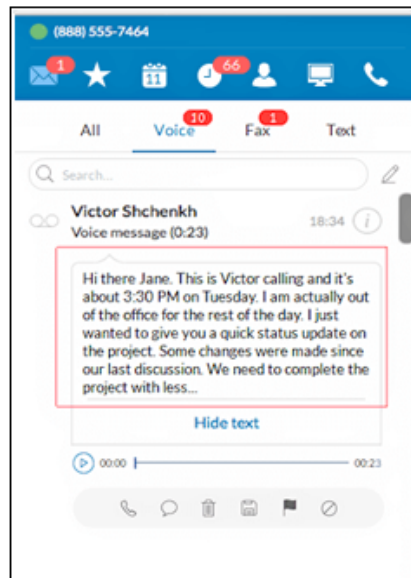 (888) 555-7464
1
11
66
All
Voice
10
Fax
1
Text
Search...
Victor Shchenkh
18:34
i
Voice message (0:23)
Hi there Jane. This is Victor calling and it's
about 3:30 PM on Tuesday. I am actually out
of the office for the rest of the day. I just
wanted to give you a quick status update on
the project. Some changes were made since
our last discussion. We need to complete the
project with less...
Hide text
00:00
00:23